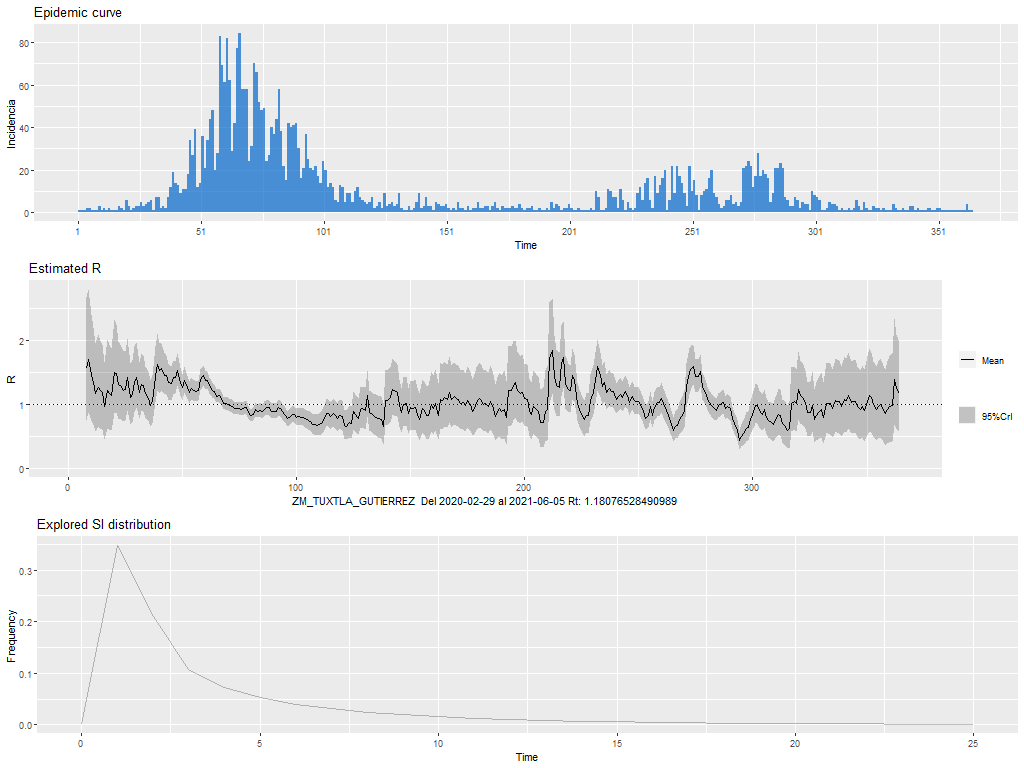 Epidemic curve
80
60
40
20
0
Incidencia
1 51 101 151 201 251 301 351
Time
Estimated R
2
1
0
R
0 100 200 300
ZM_TUXTLA_GUTIERREZ Del 2020-02-29 al 2021-06-05 Rt: 1.18076528490989
Mean
95%CrI
Explored SI distribution
0.3
0.2
0.1
0.0
Frequency
0 5 10 15 20 25
Time